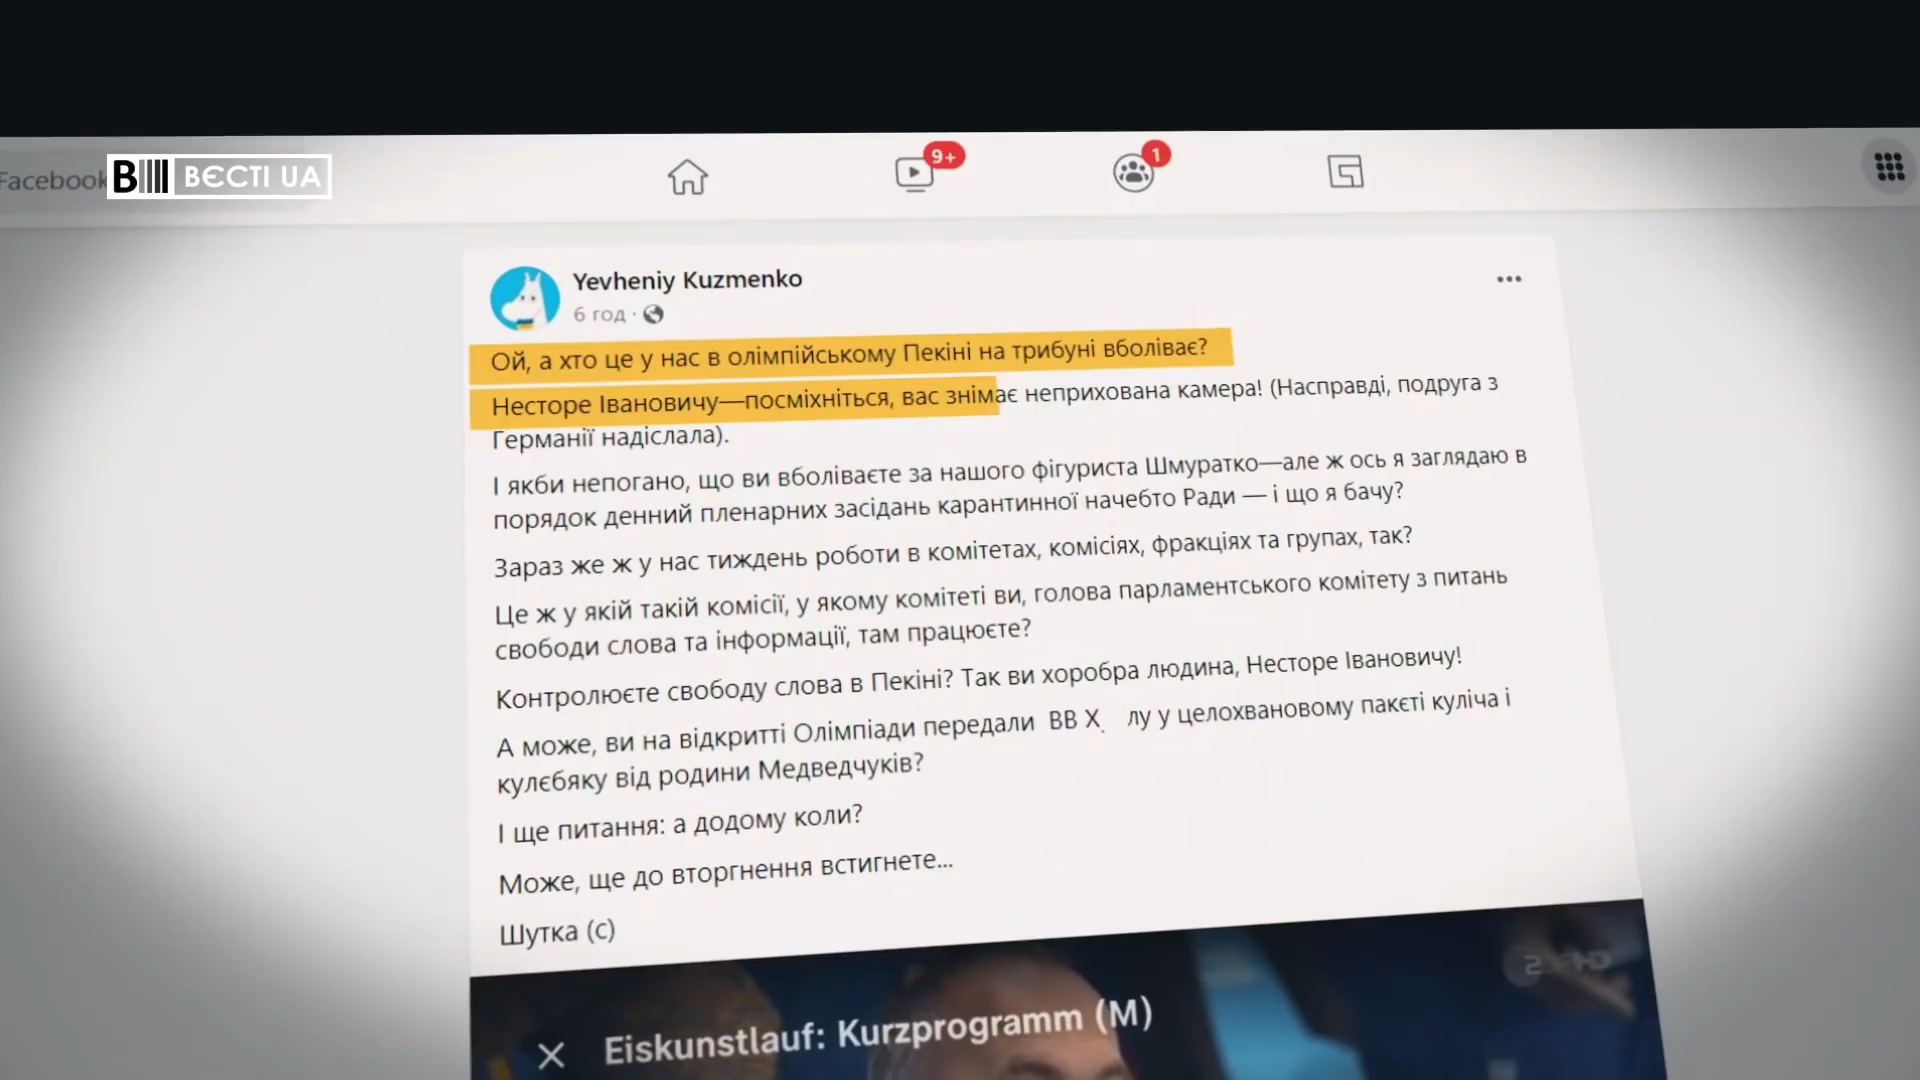 Facebook
В ВЄСТІ UA
9+
1
Yevheniy Kuzmenko
6 год ·
Ой, а хто це у нас в олімпійському Пекіні на трибуні вболіває?
Несторе Івановичу—посміхніться, вас знімає неприхована камера! (Насправді, подруга з
Германії надіслала).
І якби непогано, що ви вболіваєте за нашого фігуриста Шмуратко—але ж ось я заглядаю в
порядок денний пленарних засідань карантинної начебто Ради — і що я бачу?
Зараз же ж у нас тиждень роботи в комітетах, комісіях, фракціях та групах, так?
Це ж у якій такій комісії, у якому комітеті ви, голова парламентського комітету з питань
свободи слова та інформації, там працюєте?
Контролюєте свободу слова в Пекіні? Так ви хоробра людина, Несторе Івановичу!
А може, ви на відкритті Олімпіади передали ВВ Х лу у целохвановому пакєті куліча і
кулєбяку від родини Медведчуків?
І ще питання: а додому коли?
Може, ще до вторгнення встигнете...
Шутка (с)
Eiskunstlauf: Kurzprogramm (M)